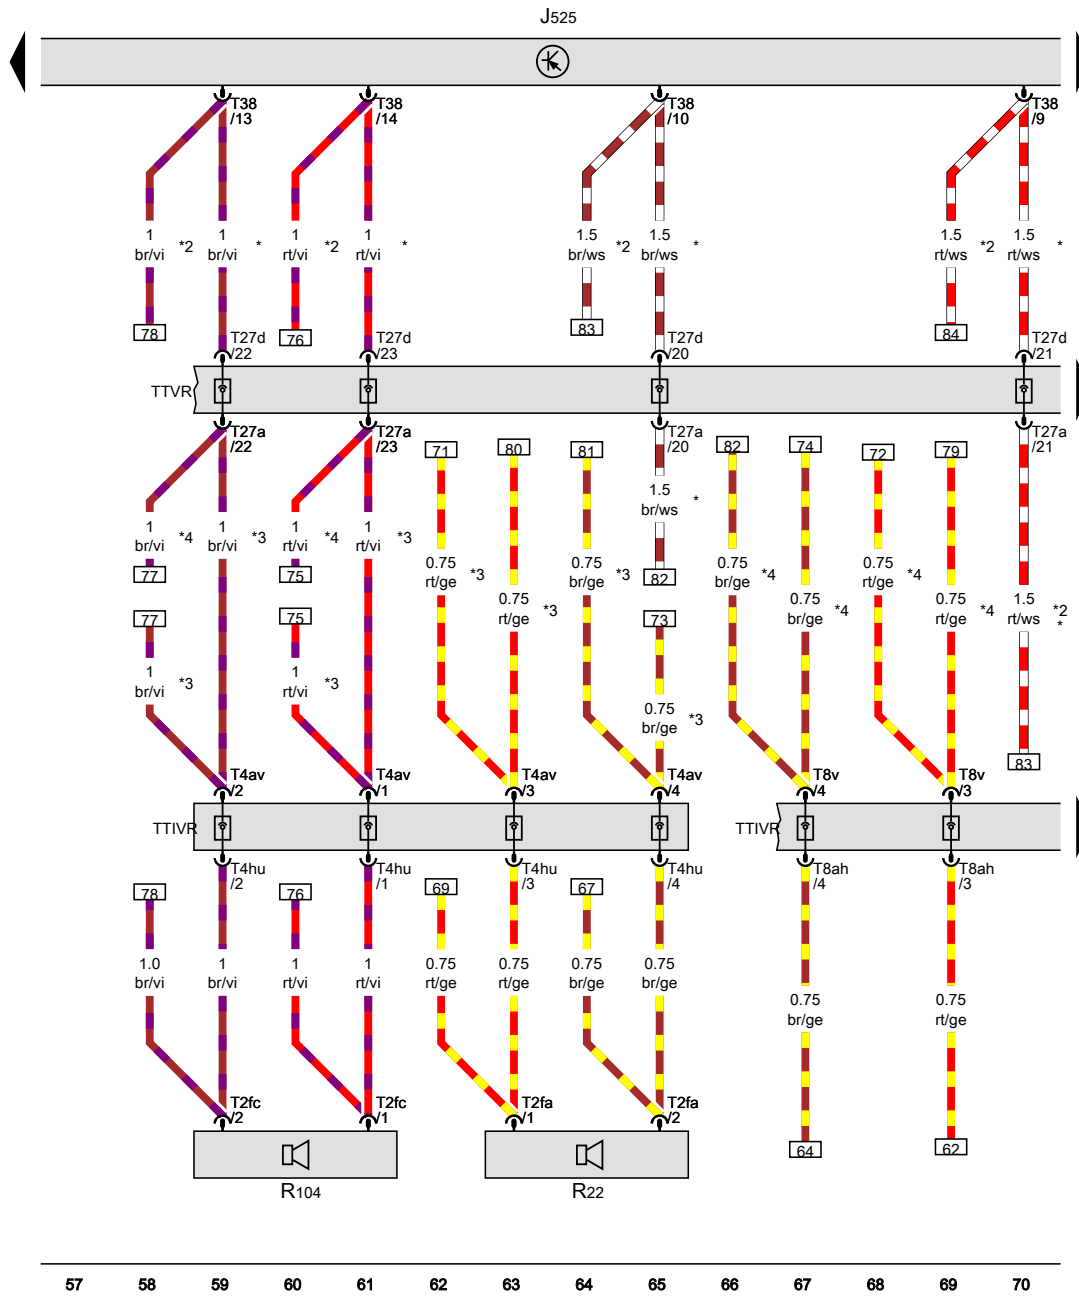 J525
T38 T38 T38 T38
/13 /14 /10 /9
1 1 1 1 1.5 1.5 1.5 1.5
br/vi *2 br/vi * rt/vi *2 rt/vi * br/ws *2 br/ws * rt/ws *2 rt/ws *
78 76 83 84
T27d T27d T27d T27d
/22 /23 /20 /21
TTVR
T27a T27a T27a T27a
/22 /23 /20 /21
71 80 81 82 74 72 79
1.5
br/ws *
1 1 1 1
br/vi *4 br/vi *3 rt/vi *4 rt/vi *3
0.75 0.75 0.75 0.75
rt/ge *3 br/ge *3 br/ge *4 rt/ge *4
77 75 82
0.75 0.75 0.75 1.5
rt/ge *3 br/ge *4 rt/ge *4 rt/ws *2
*
77 75 73
1 1
br/vi *3 rt/vi *3
0.75
br/ge *3
83
T4av T4av T4av T4av T8v T8v
/2 /1 /3 /4 /4 /3
TTIVR TTIVR
T4hu T4hu T4hu T4hu T8ah T8ah
/2 /1 /3 /4 /4 /3
78 76 69 67
1.0 1 1 1 0.75 0.75 0.75 0.75
br/vi br/vi rt/vi rt/vi rt/ge rt/ge br/ge br/ge
0.75 0.75
br/ge rt/ge
T2fc T2fc T2fa T2fa
/2 /1 /1 /2
64 62
R104 R22
57 58 59 60 61 62 63 64 65 66 67 68 69 70